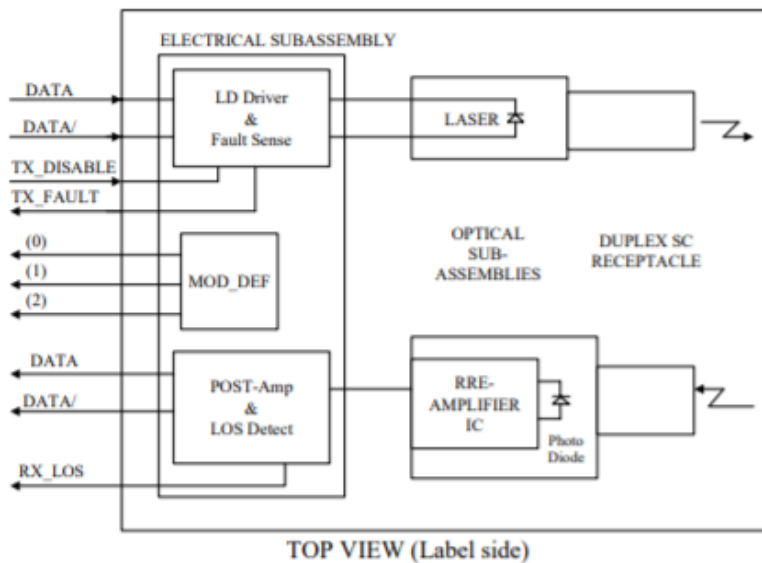 ELECTRICAL SUBASSEMBLY
DATA
DATA/
TX_DISABLE
TX_FAULT
LD Driver
&
Fault Sense
LASER
(0)
(1)
(2)
MOD_DEF
OPTICAL
SUB-
ASSEMBLIES
DUPLEX SC
RECEPTACLE
DATA
DATA/
RX_LOS
POST-Amp
&
LOS Detect
RRE-
AMPLIFIER
IC
Photo
Diode
TOP VIEW (Label side)